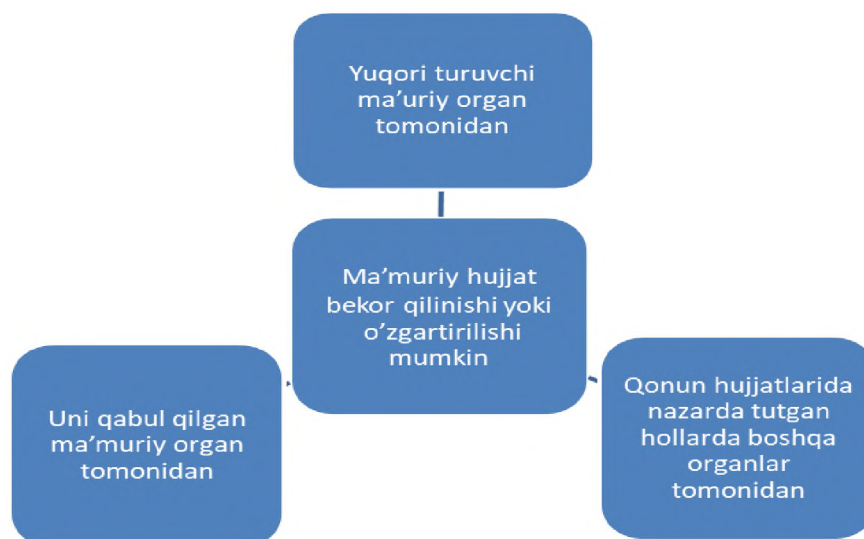 Yuqori turuvchi
ma’uriy organ
tomonidan
Ma’muriy hujjat
bekor qilinishi yoki
o’zgartirilishi
mumkin
Uni qabul qilgan
ma’muriy organ
tomonidan
Qonun hujjatlarida
nazarda tutgan
hollarda boshqa
organlar
tomonidan